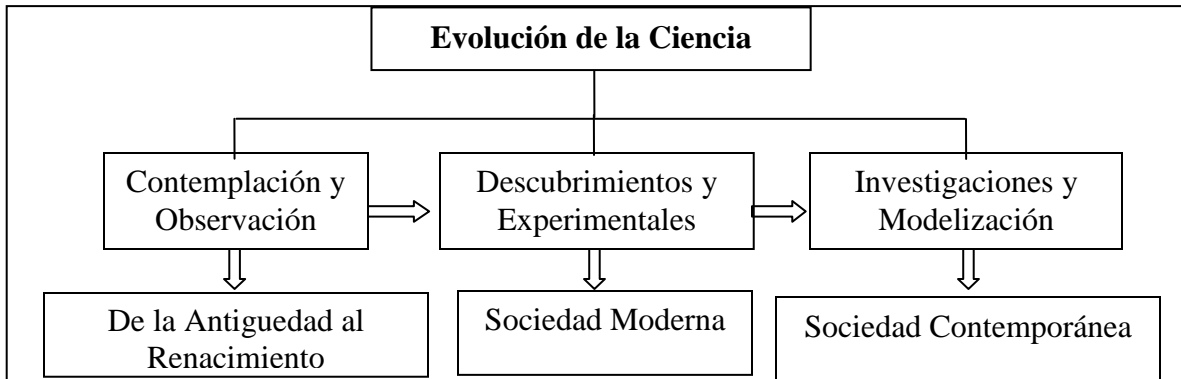 Evolución de la Ciencia
Contemplación y
Observación
Descubrimientos y
Experimentales
Investigaciones y
Modelización
De la Antiguedad al
Renacimiento
Sociedad Moderna
Sociedad Contemporánea